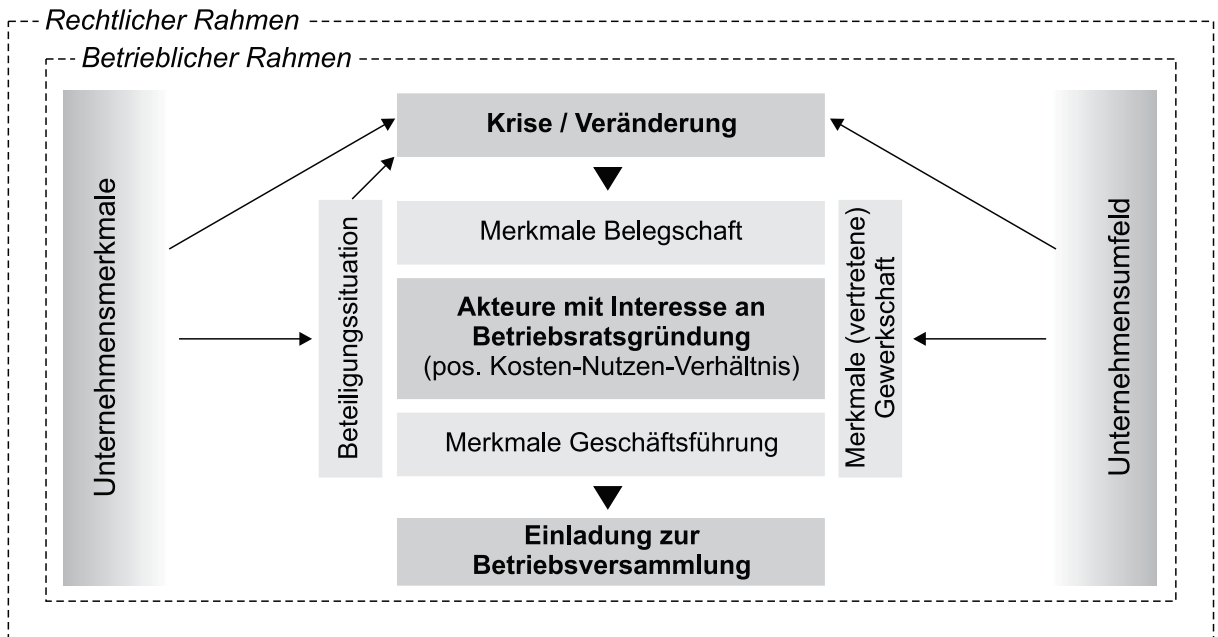 Rechtlicher Rahmen
Betrieblicher Rahmen
Unternehmensmerkmale
Beteiligungssituation
Krise / Veränderung
Merkmale Belegschaft
Akteure mit Interesse an
Betriebsratsgründung
(pos. Kosten-Nutzen-Verhältnis)
Merkmale Geschäftsführung
Einladung zur
Betriebsversammlung
Merkmale (vertretene)
Gewerkschaft
Unternehmensumfeld